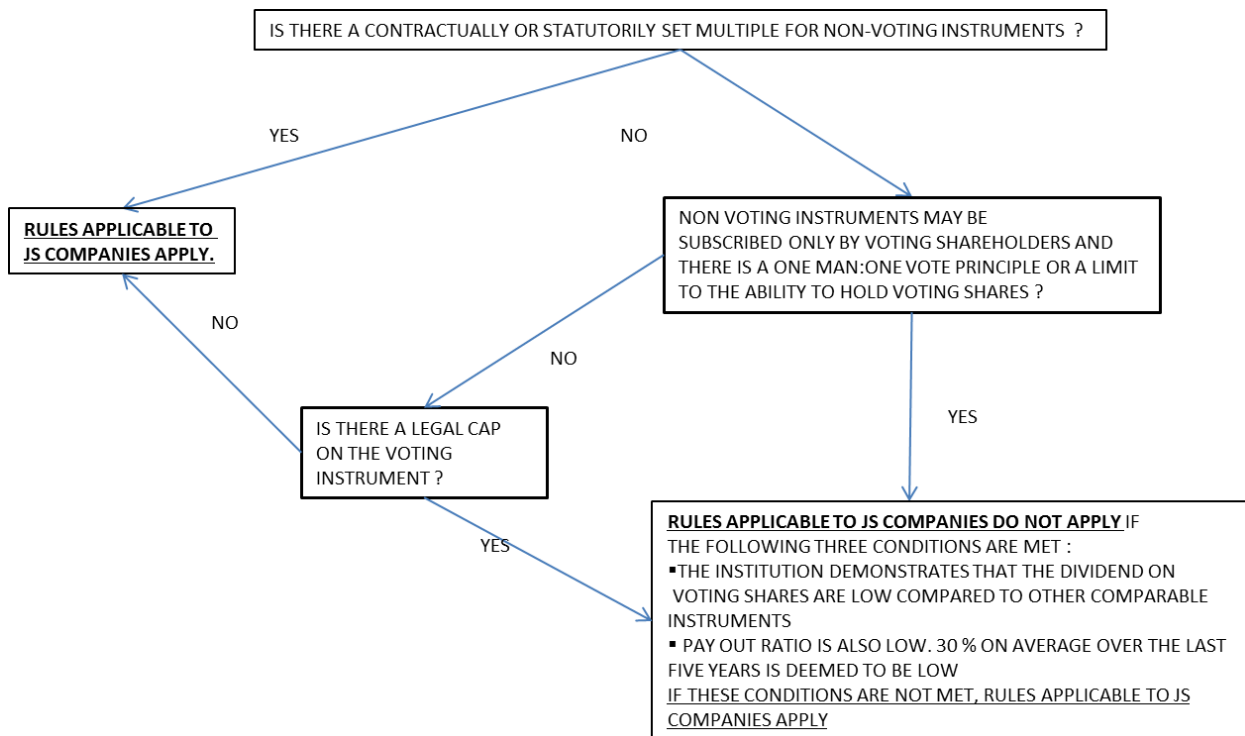 IS THERE A CONTRACTUALLY OR STATUTORILY SET MULTIPLE FOR NON-VOTING INSTRUMENTS ?
YES
NO
RULES APPLICABLE TO
JS COMPANIES APPLY.
NON VOTING INSTRUMENTS MAY BE
SUBSCRIBED ONLY BY VOTING SHAREHOLDERS AND
THERE IS A ONE MAN:ONE VOTE PRINCIPLE OR A LIMIT
TO THE ABILITY TO HOLD VOTING SHARES ?
NO
NO
YES
IS THERE A LEGAL CAP
ON THE VOTING
INSTRUMENT ?
YES
RULES APPLICABLE TO JS COMPANIES DO NOT APPLY IF
THE FOLLOWING THREE CONDITIONS ARE MET :
▪THE INSTITUTION DEMONSTRATES THAT THE DIVIDEND ON
VOTING SHARES ARE LOW COMPARED TO OTHER COMPARABLE
INSTRUMENTS
▪ PAY OUT RATIO IS ALSO LOW. 30 % ON AVERAGE OVER THE LAST
FIVE YEARS IS DEEMED TO BE LOW
IF THESE CONDITIONS ARE NOT MET, RULES APPLICABLE TO JS
COMPANIES APPLY